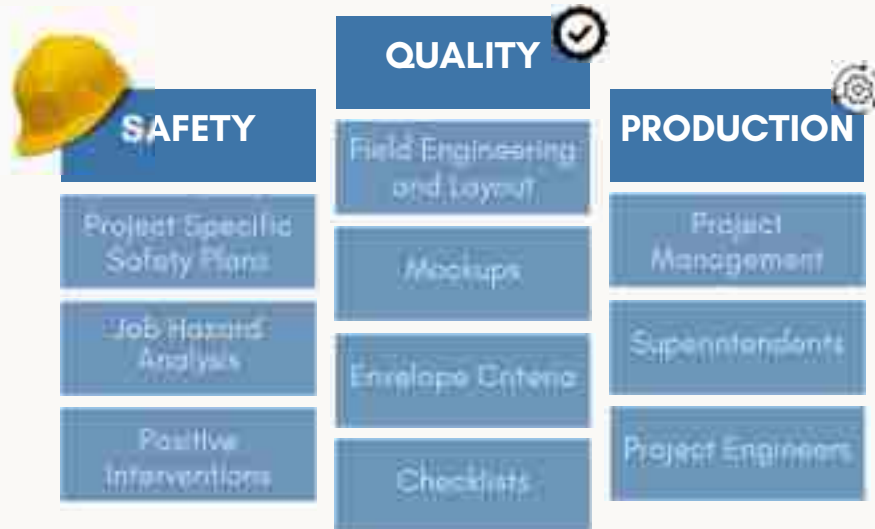 SAFETY
Project Specific
Safety Plans
Job Hazard
Analysis
Positive
Interventions
QUALITY
Field Engineering
and Layout
Mockups
Envelope Criteria
Checklists
PRODUCTION
Project
Management
Superintendents
Project Engineers